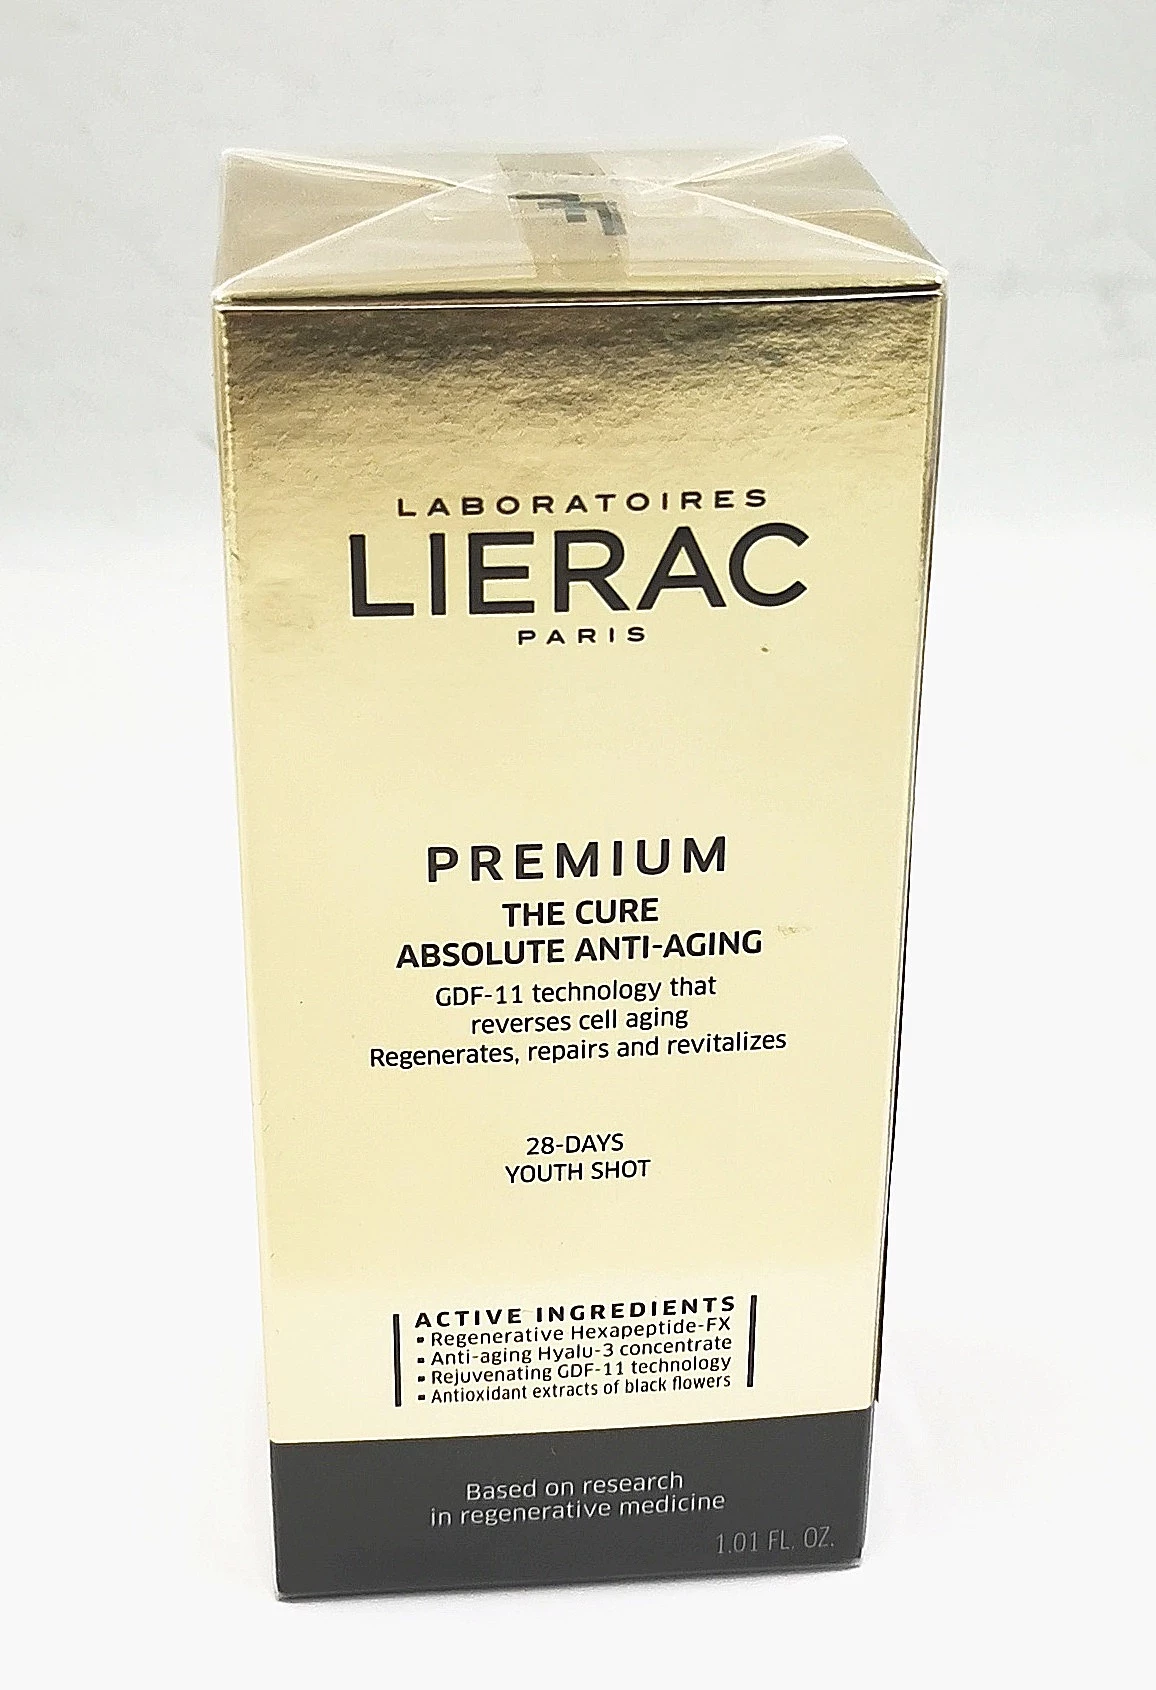 LABORATOIRES
LIERAC
PARIS
PREMIUM
THE CURE
ABSOLUTE ANTI-AGING
GDF-11 technology that
reverses cell aging
Regenerates, repairs and revitalizes
28-DAYS
YOUTH SHOT
ACTIVE INGREDIENTS
▪ Regenerative Hexapeptide-FX
▪ Anti-aging Hyalu-3 concentrate
▪ Rejuvenating GDF-11 technology
▪ Antioxidant extracts of black flowers
Based on research
in regenerative medicine
1.01 FL. OZ.